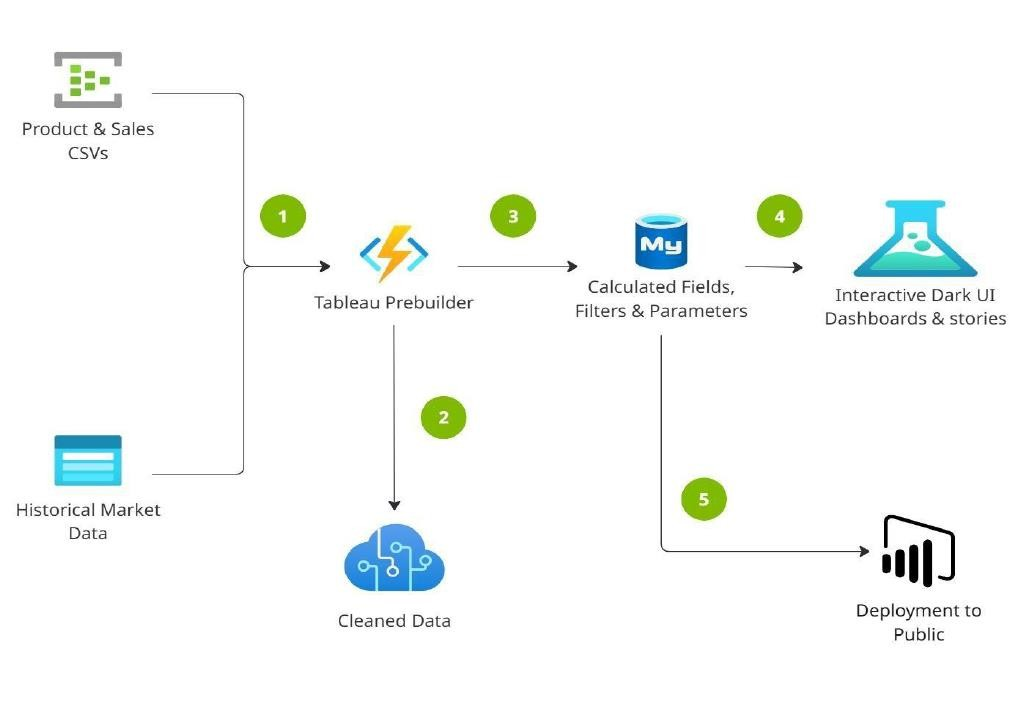 Product & Sales
CSVs
1
3
4
My
Tableau Prebuilder
Calculated Fields,
Filters & Parameters
Interactive Dark UI
Dashboards & stories
2
Historical Market
Data
5
Cleaned Data
Deployment to
Public